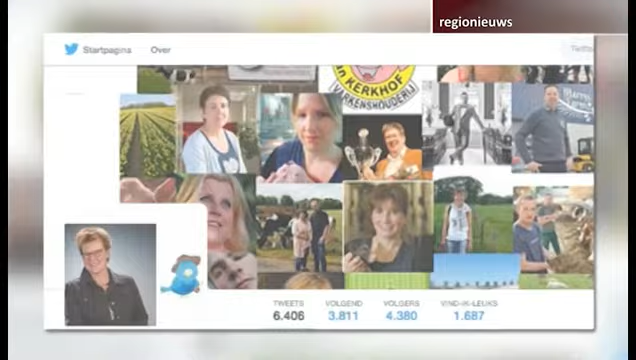 regionieuws
Startpagina Over
KERKHOF
VARKENSHOUDERIJ
TWEETS VOLGEND VOLGERS VIND-IK-LEUKS
6.406 3.811 4.380 1.687